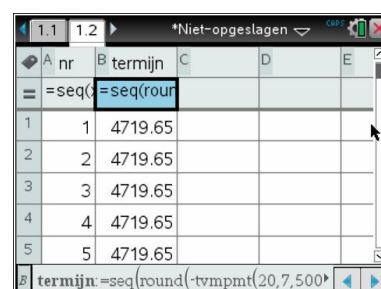 1.1 1.2 *Niet-opgeslagen CAPS
A nr B termijn C D E
= =seq(› =seq(roun
1 1 4719.65
2 2 4719.65
3 3 4719.65
4 4 4719.65
5 5 4719.65
B termijn:=seq(round(-tvmpmt(20,7,500